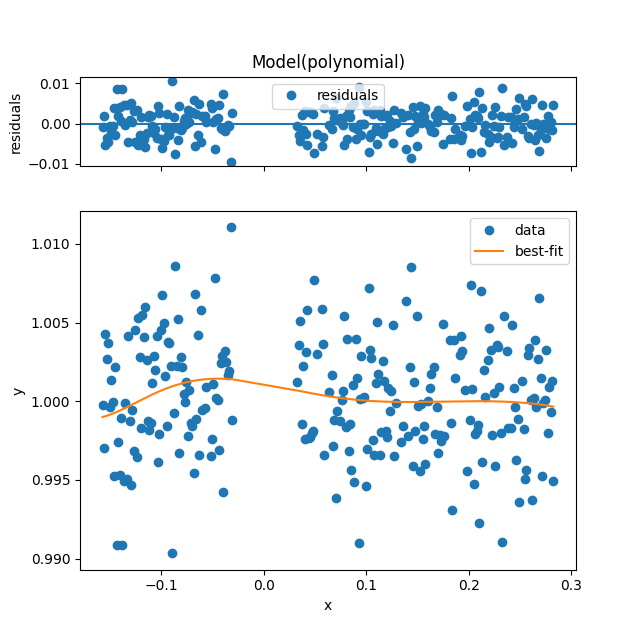 Model(polynomial)
0.01
0.00
−0.01
residuals
residuals
1.010
1.005
1.000
0.995
0.990
y
data
best-fit
−0.1
0.0
0.1
0.2
0.3
x